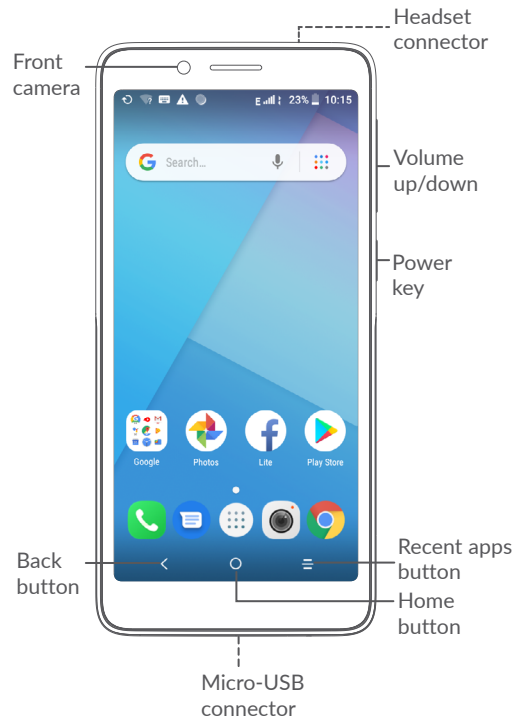 Headset
connector
Front
camera
E 23% 10:15
G Search...
Volume
up/down
Power
key
Google
Photos
Lite
Play Store
Back
button
Recent apps
button
Home
button
Micro-USB
connector